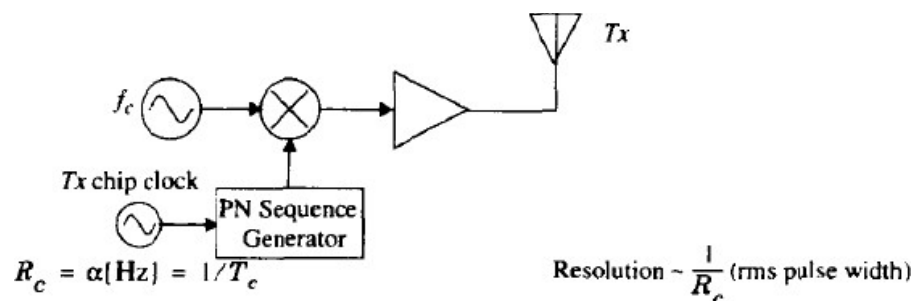 Tx
f_c
Tx chip clock
PN Sequence
Generator
R_c = α{Hz} = 1/T_c
Resolution ~ 1/R_c (rms pulse width)